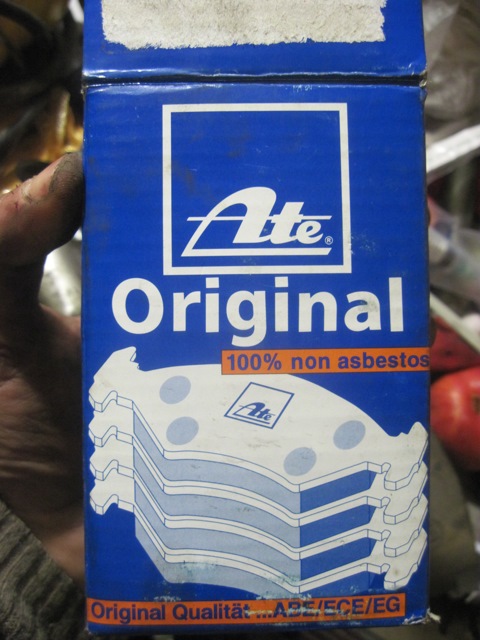 Ate®
Original
100% non asbestos
Ate
Original Qualität ...ABE/ECE/EG